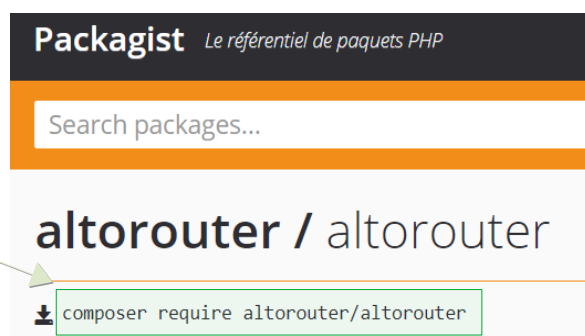 Packagist Le référentiel de paquets PHP
Search packages...
altorouter / altorouter
composer require altorouter/altorouter